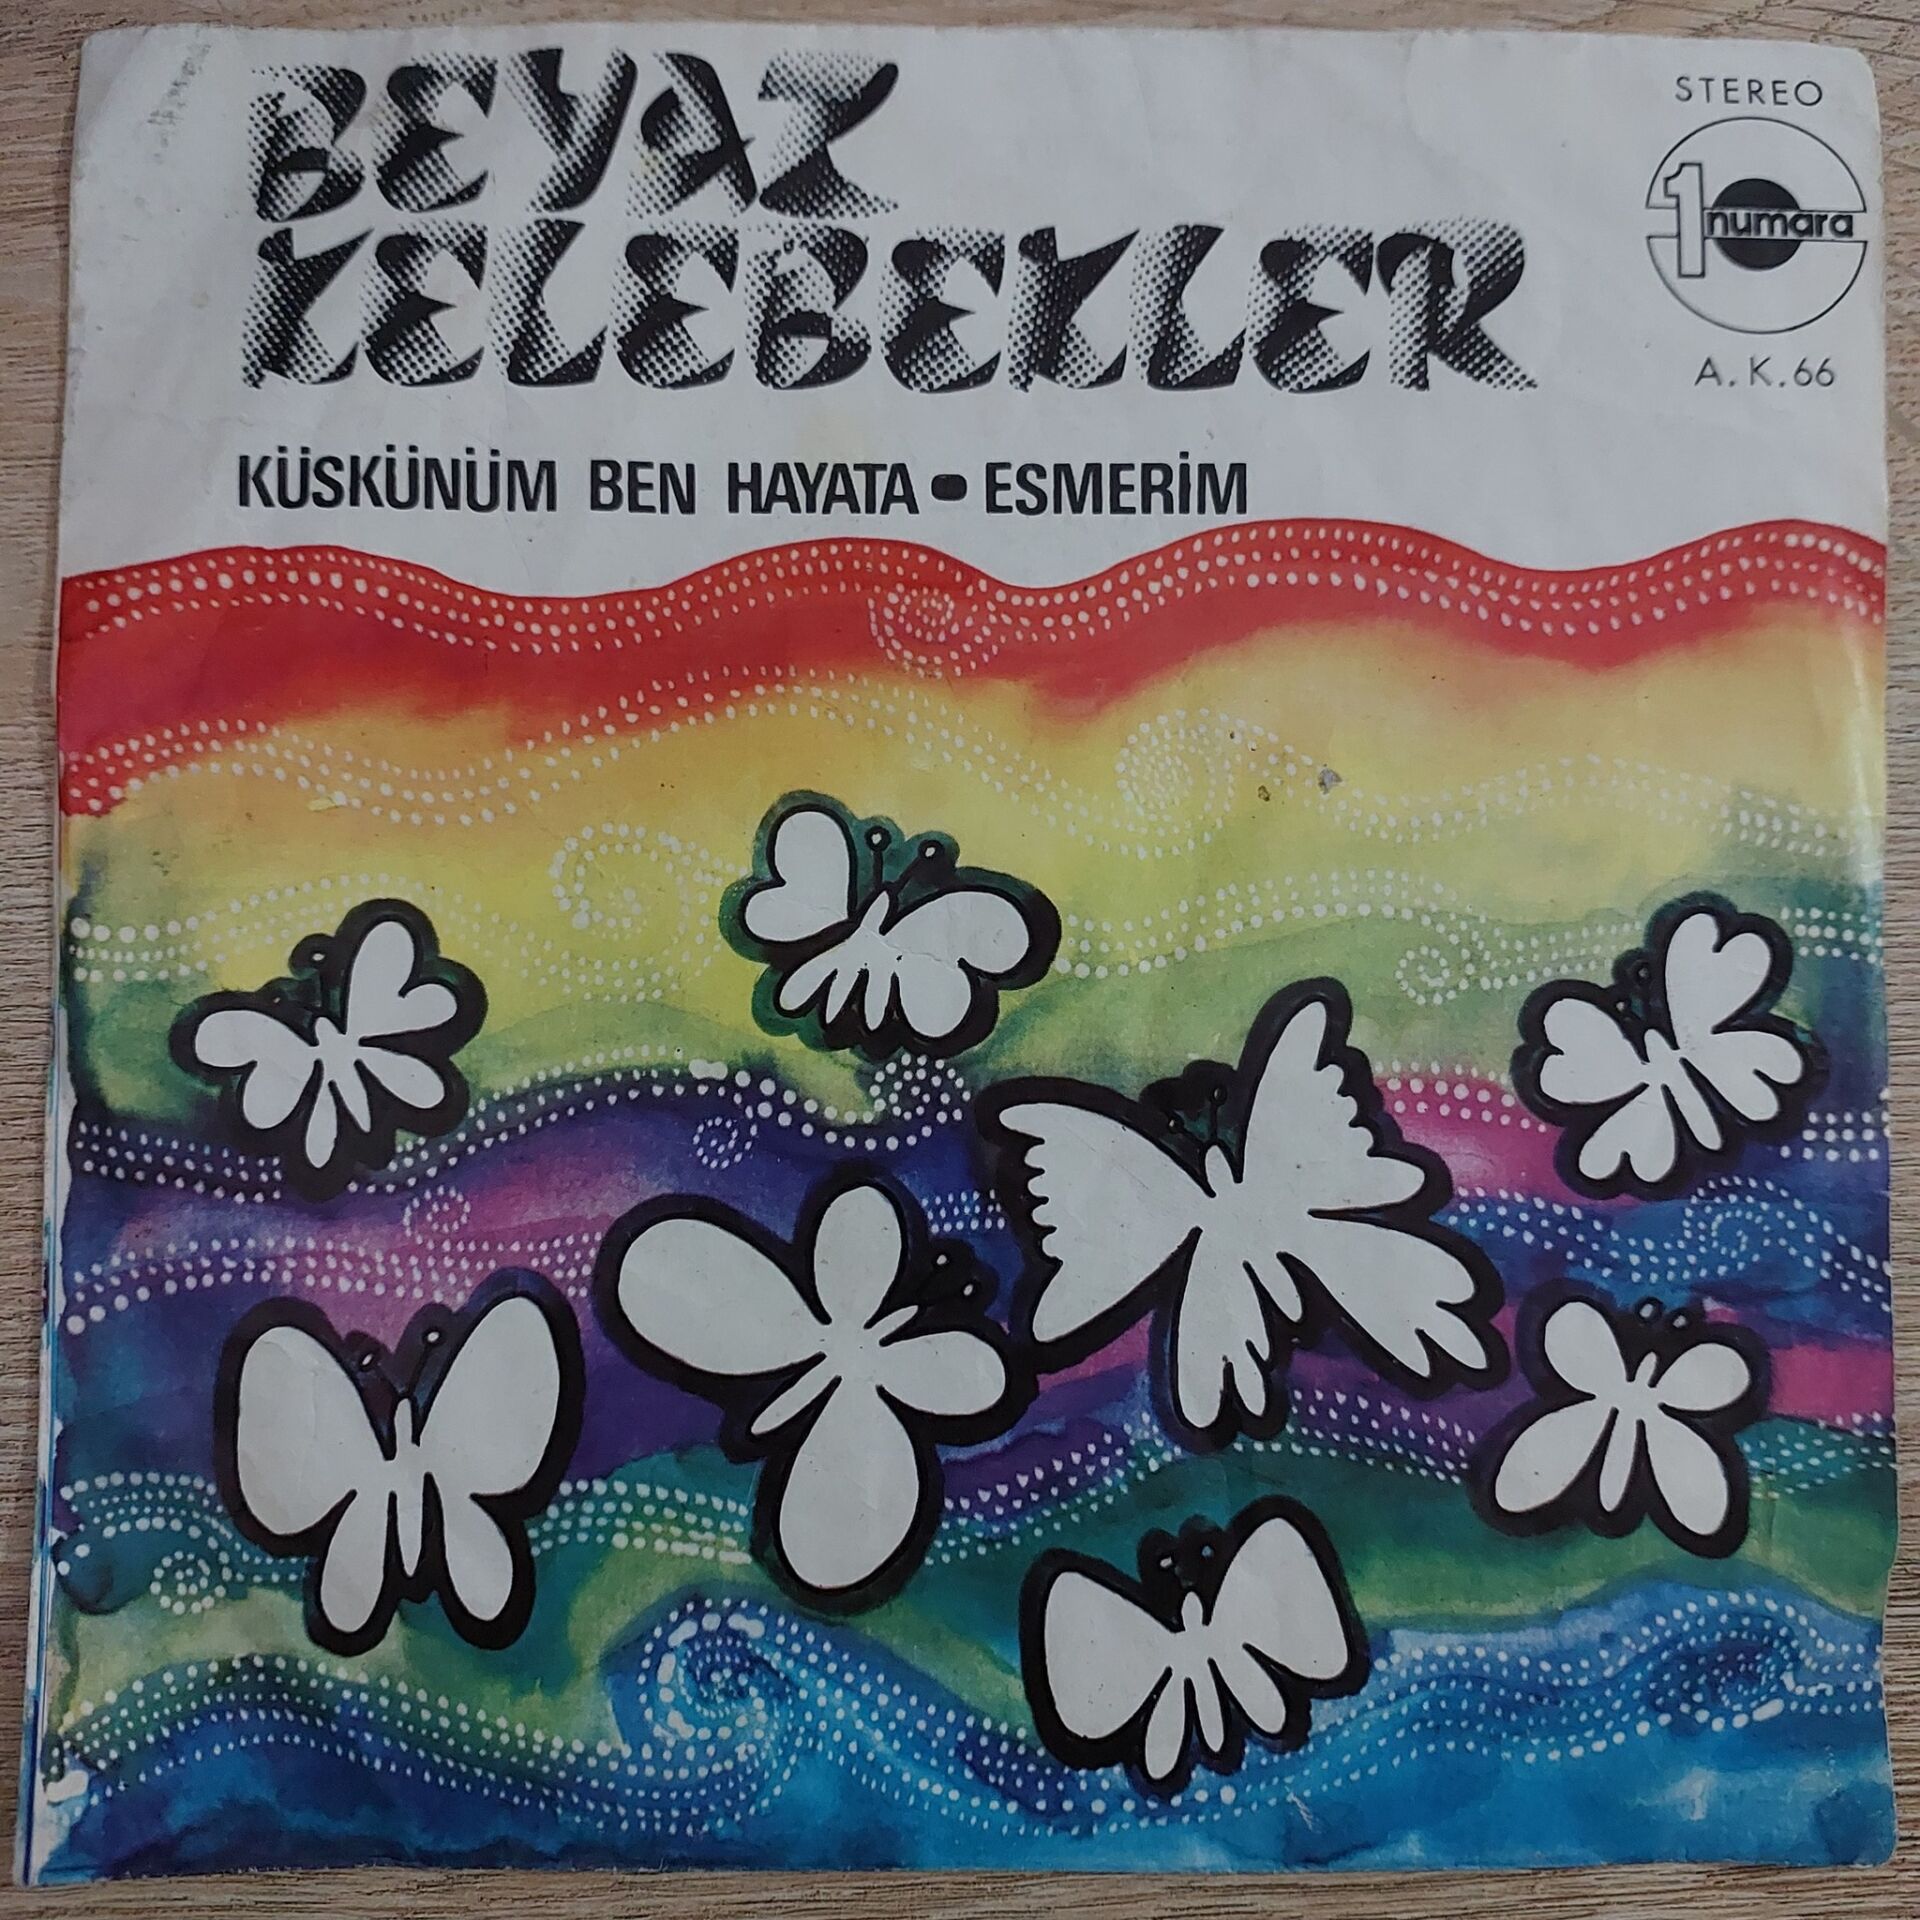 BEYAZ
KELEBEKLER
STEREO
1 numara
A.K.66
KÜSKÜNÜM BEN HAYATA • ESMERİM